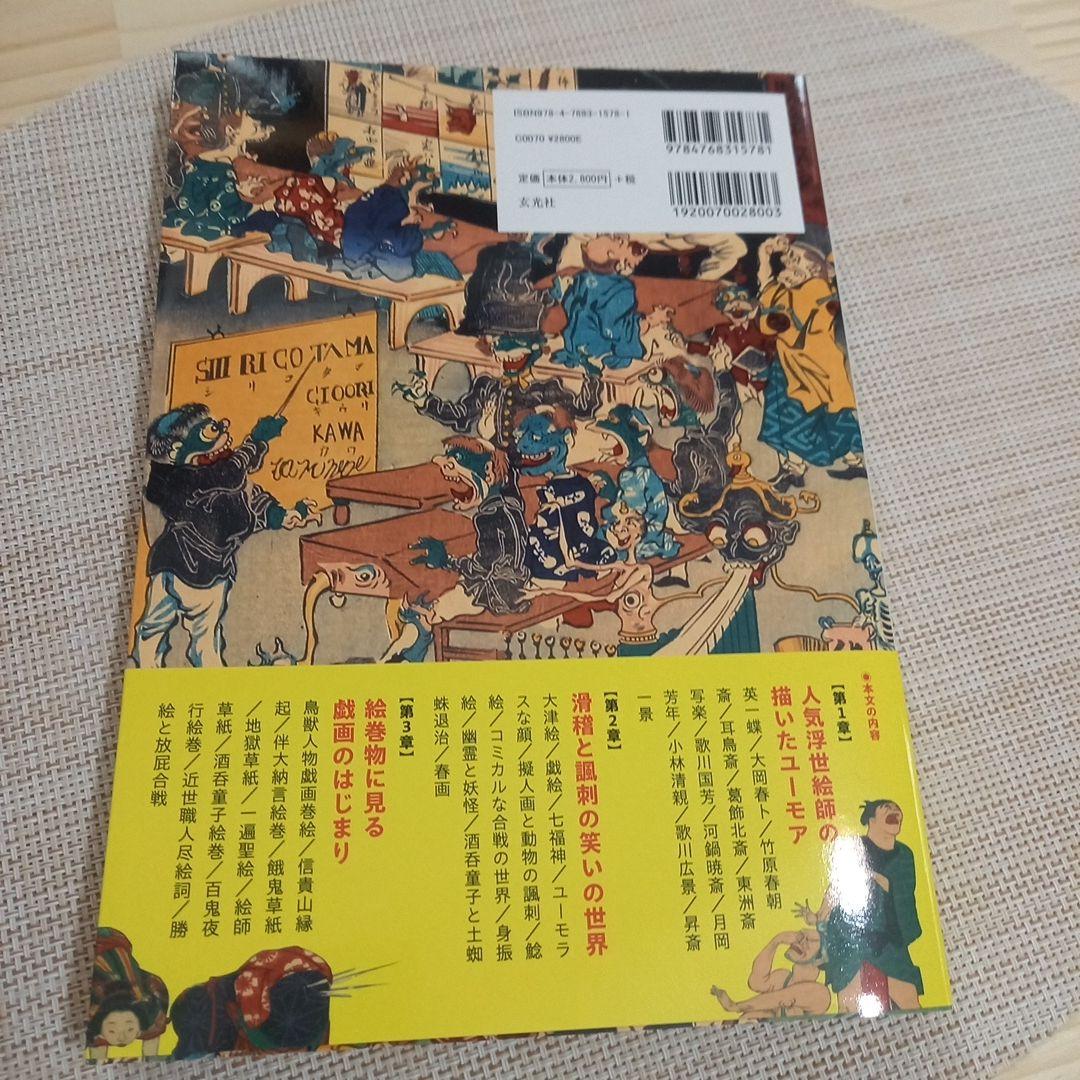 ISBN978-4-7683-1578-1
C0070 ¥2800E
定価 本体2,800円 +税
玄光社
9784768315781
1920070028003
SIIRICOTAMA
シリコタマ
CIOORI
キウリ
KAWA
カワ
●本文の内容
【第1章】
人気浮世絵師の
描いたユーモア
英一蝶/大岡春卜/竹原春朝
斎/耳鳥斎/葛飾北斎/東洲斎
写楽/歌川国芳/河鍋暁斎/月岡
芳年/小林清親/歌川広景/昇斎
一景
【第2章】
滑稽と諷刺の笑いの世界
大津絵/戯絵/七福神/ユーモラ
スな顔/擬人画と動物の諷刺/鯰
絵/コミカルな合戦の世界/身振
絵/幽霊と妖怪/酒呑童子と土蜘
蛛退治/春画
【第3章】
絵巻物に見る
戯画のはじまり
鳥獣人物戯画巻絵/信貴山縁
起/伴大納言絵巻/餓鬼草紙
/地獄草紙/一遍聖絵/絵師
草紙/酒呑童子絵巻/百鬼夜
行絵巻/近世職人尽絵詞/勝
絵と放屁合戦